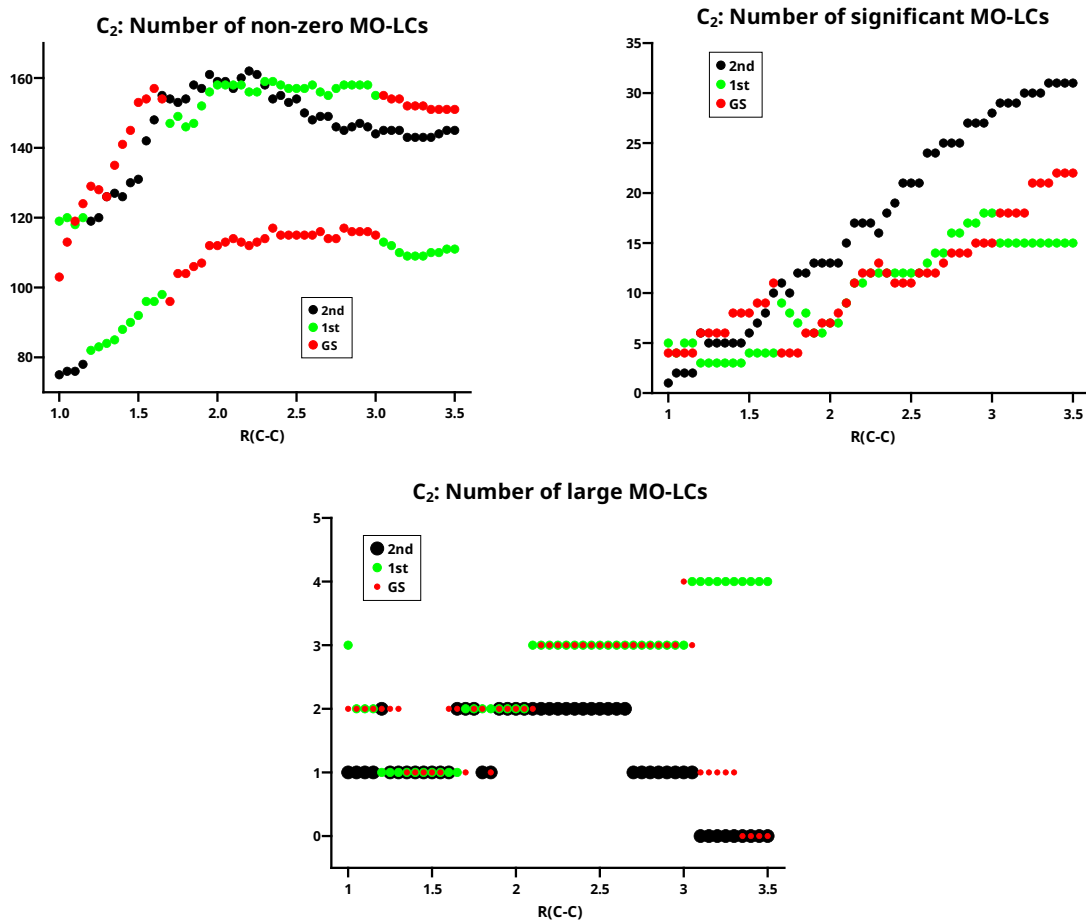 C₂: Number of non-zero MO-LCs
160
140
120
100
80
2nd
1st
GS
1.0 1.5 2.0 2.5 3.0 3.5
R(C-C)
C₂: Number of significant MO-LCs
35
30
25
20
15
10
5
0
2nd
1st
GS
1 1.5 2 2.5 3 3.5
R(C-C)
C₂: Number of large MO-LCs
5
4
3
2
1
0
2nd
1st
GS
1 1.5 2 2.5 3 3.5
R(C-C)